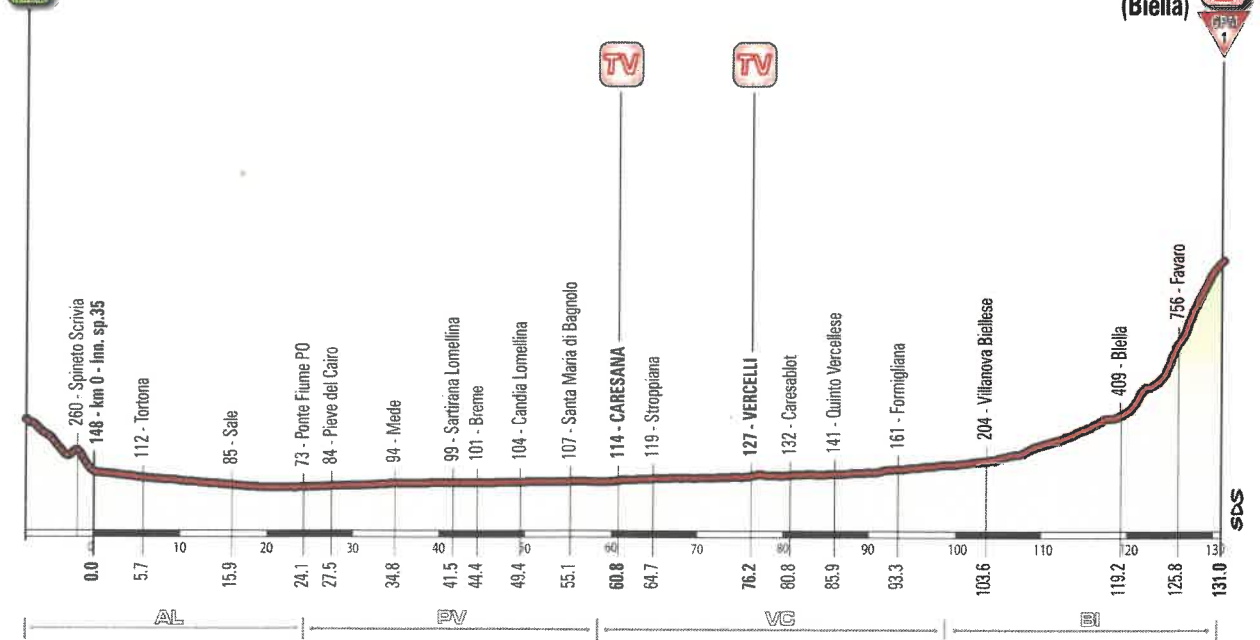 (Biella)
GPM
1
TV
TV
260 - Spineto Scrivia
148 - km 0 - inn. sp.35
112 - Tortona
85 - Sale
73 - Ponte Fiume PO
84 - Pieve del Cairo
94 - Mede
99 - Sartirana Lomellina
101 - Breme
104 - Candia Lomellina
107 - Santa Maria di Bagnolo
114 - CARESANA
119 - Stroppiana
127 - VERCELLI
132 - Caresablot
141 - Quinto Vercellese
161 - Formigliana
204 - Villanova Biellese
409 - Biella
756 - Favaro
SDS
0 10 20 30 40 50 60 70 80 90 100 110 120 13
0.0 5.7 15.9 24.1 27.5 34.8 41.5 44.4 49.4 55.1 60.8 64.7 76.2 80.8 85.9 93.3 103.6 119.2 125.8 131.0
AL PV VC BI